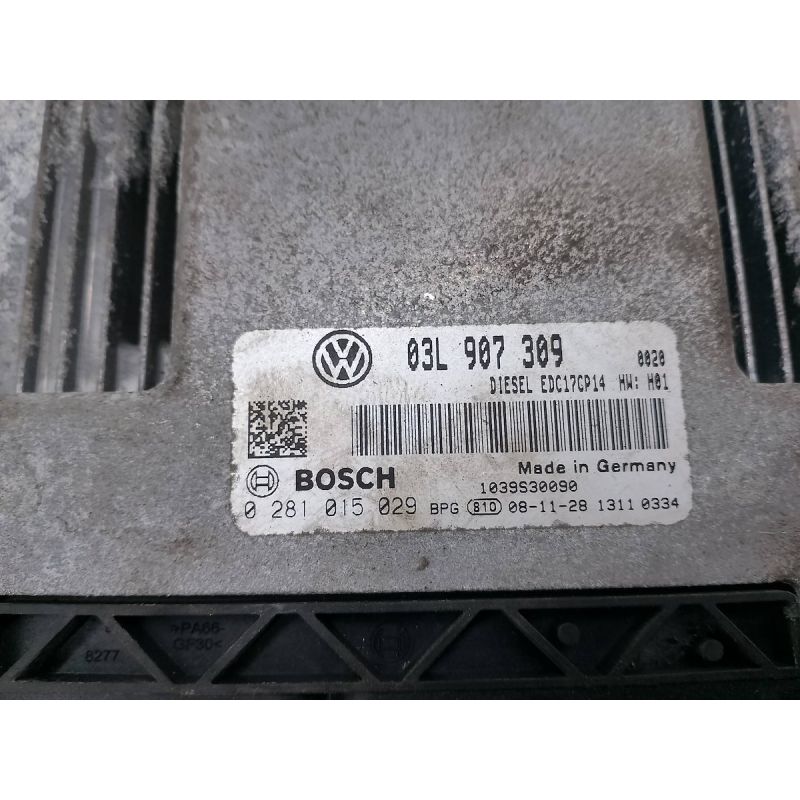 VW 03L 907 309 0020
DIESEL EDC17CP14 HW: H01
BOSCH Made in Germany
1039S30090
0 281 015 029 BPG 810 08-11-28 1311 0334
>PA66-
GF30<
8277